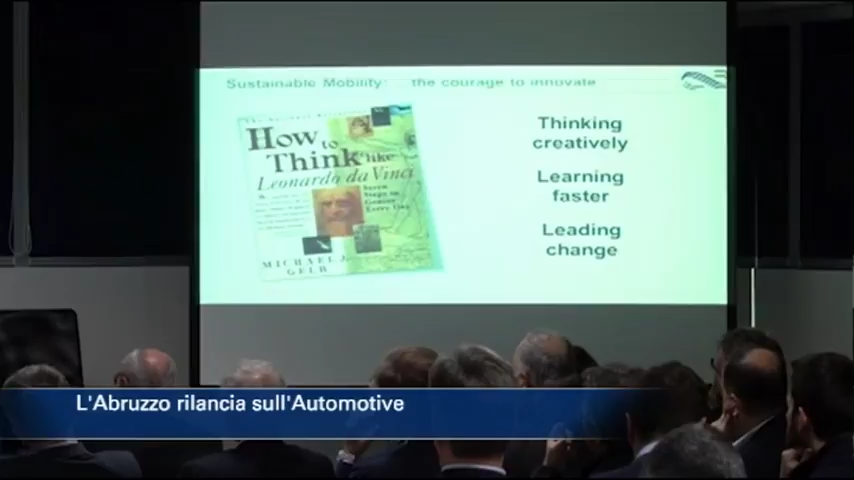 Sustainable Mobility: the courage to innovate
How to
Think like
Leonardo da Vinci
Seven
Steps to
Genius
Every Day
MICHAEL J.
GELB
Thinking
creatively
Learning
faster
Leading
change
L'Abruzzo rilancia sull'Automotive